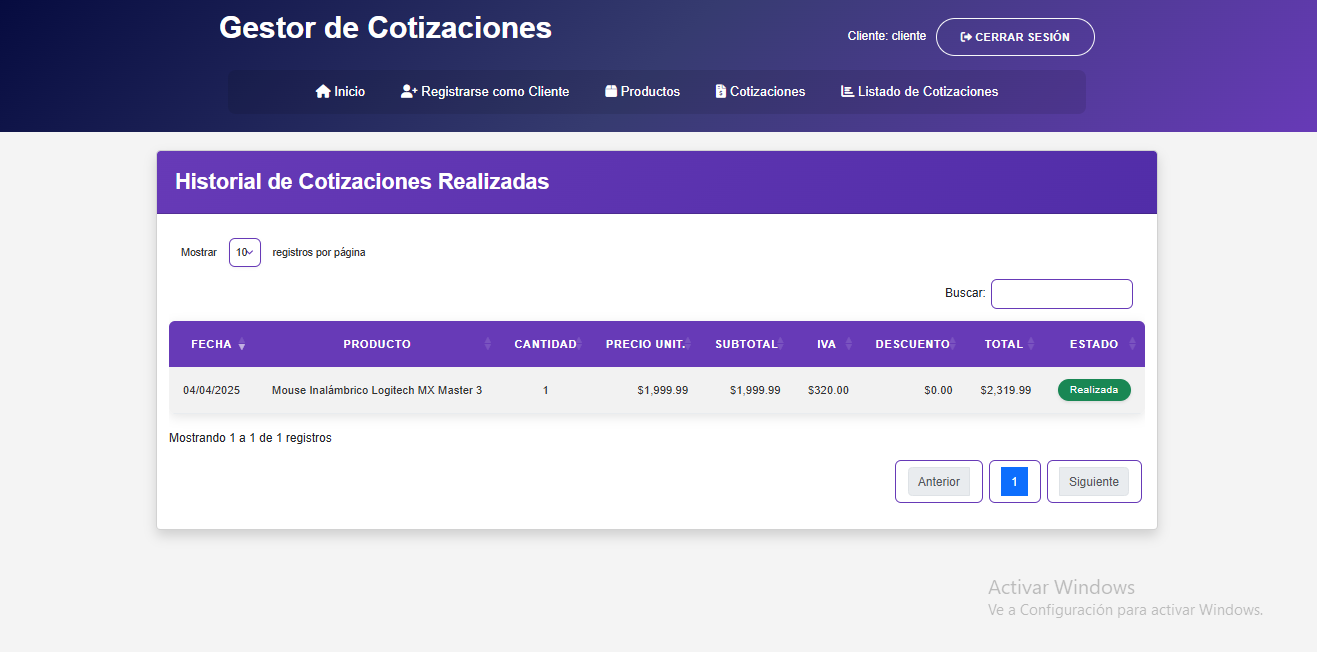 Gestor de Cotizaciones
Cliente: cliente CERRAR SESIÓN
Inicio Registrarse como Cliente Productos Cotizaciones Listado de Cotizaciones
Historial de Cotizaciones Realizadas
Mostrar 10 registros por página
Buscar:
FECHA PRODUCTO CANTIDAD PRECIO UNIT. SUBTOTAL IVA DESCUENTO TOTAL ESTADO
04/04/2025 Mouse Inalámbrico Logitech MX Master 3 1 $1,999.99 $1,999.99 $320.00 $0.00 $2,319.99 Realizada
Mostrando 1 a 1 de 1 registros
Anterior 1 Siguiente
Activar Windows
Ve a Configuración para activar Windows.